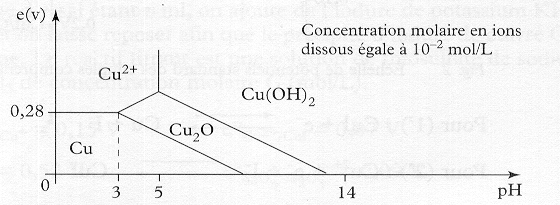 e(v)
Concentration molaire en ions
dissous égale à 10⁻² mol/L
Cu²⁺
Cu(OH)₂
0,28
Cu₂O
Cu
0
3
5
14
pH